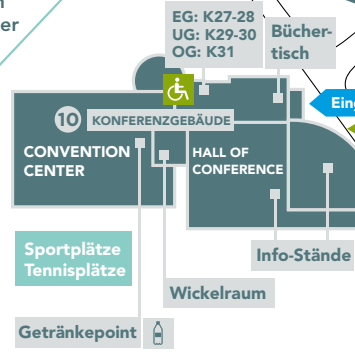 er
EG: K27-28
UG: K29-30
OG: K31
Bücher-
tisch
10 KONFERENZGEBÄUDE
CONVENTION
CENTER
HALL OF
CONFERENCE
Sportplätze
Tennisplätze
Info-Stände
Wickelraum
Getränkepoint